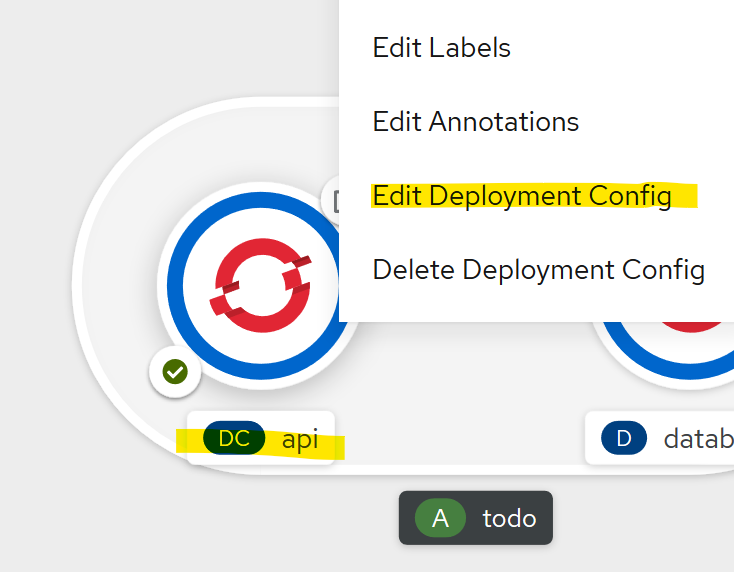 Edit Labels
Edit Annotations
Edit Deployment Config
Delete Deployment Config
DC api
D datab
A todo